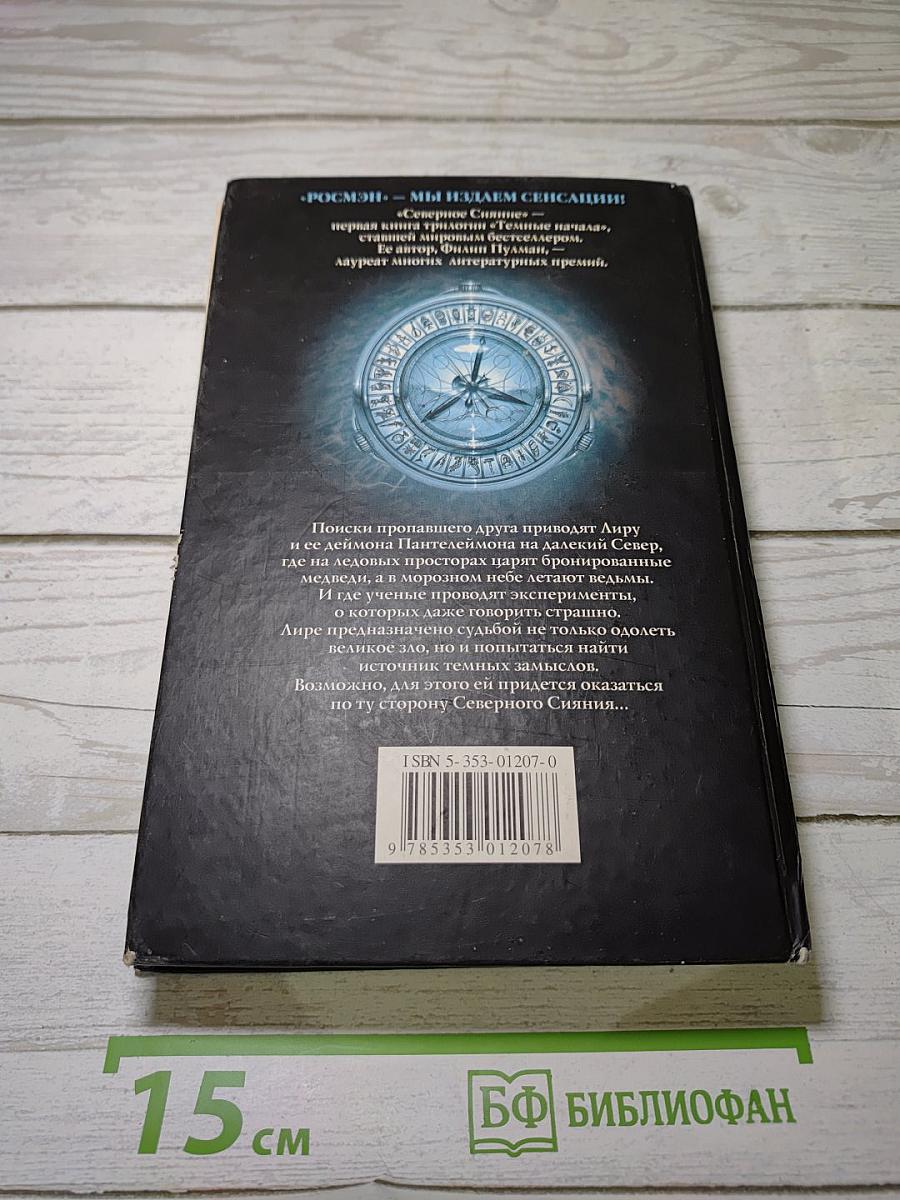 «РОСМЭН» — МЫ ИЗДАЕМ СЕНСАЦИИ!
«Северное Сияние» —
первая книга трилогии «Темные начала»,
ставшей мировым бестселлером.
Ее автор, Филип Пулман, —
лауреат многих литературных премий.
Поиски пропавшего друга приводят Лиру
и ее деймона Пантелеймона на далекий Север,
где на ледовых просторах царят бронированные
медведи, а в морозном небе летают ведьмы.
И где ученые проводят эксперименты,
о которых даже говорить страшно.
Лире предназначено судьбой не только одолеть
великое зло, но и попытаться найти
источник темных замыслов.
Возможно, для этого ей придется оказаться
по ту сторону Северного Сияния...
ISBN 5-353-01207-0
9 785353 012078
15 см
БФ БИБЛИОФАН